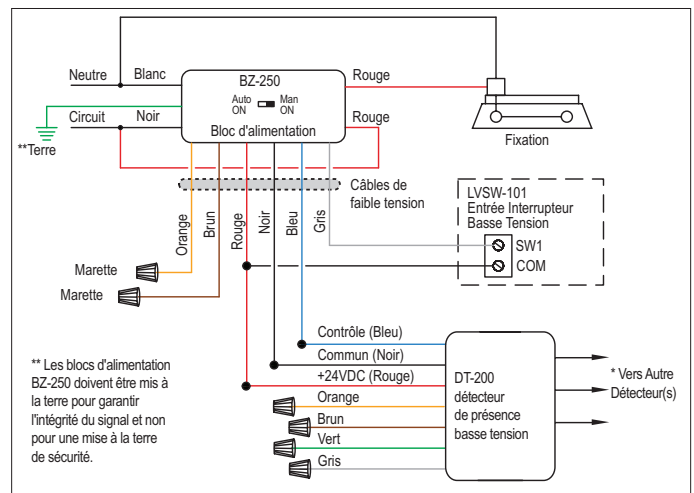 Neutre
Blanc
BZ-250
Auto
ON
Man
ON
Bloc d'alimentation
Rouge
Rouge
Circuit
Noir
**Terre
Fixation
Câbles de
faible tension
Orange
Brun
Rouge
Noir
Bleu
Gris
LVSW-101
Entrée Interrupteur
Basse Tension
SW1
COM
Marette
Marette
Contrôle (Bleu)
Commun (Noir)
+24VDC (Rouge)
Orange
Brun
Vert
Gris
DT-200
détecteur
de présence
basse tension
* Vers Autre
Détecteur(s)
** Les blocs d'alimentation
BZ-250 doivent être mis à
la terre pour garantir
l'intégrité du signal et non
pour une mise à la terre
de sécurité.